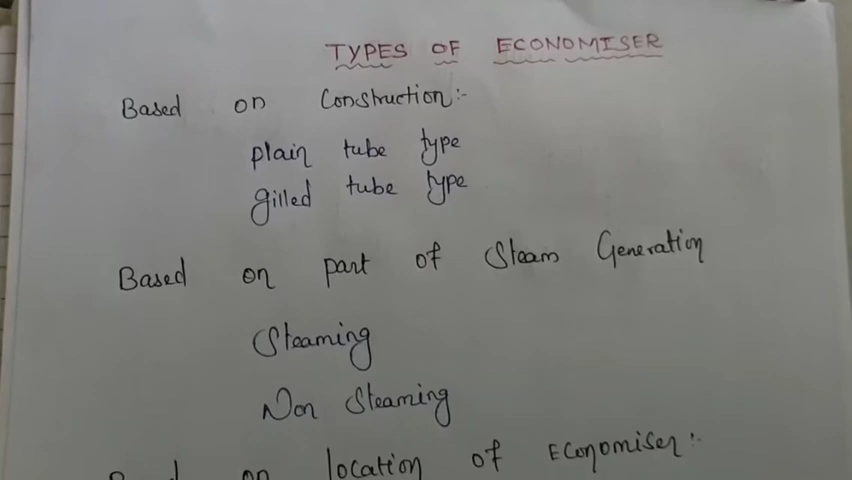 TYPES OF ECONOMISER
Based on Construction:-
plain tube type
gilled tube type
Based on part of Steam Generation
Steaming
Non Steaming
Based on location of Economiser:-